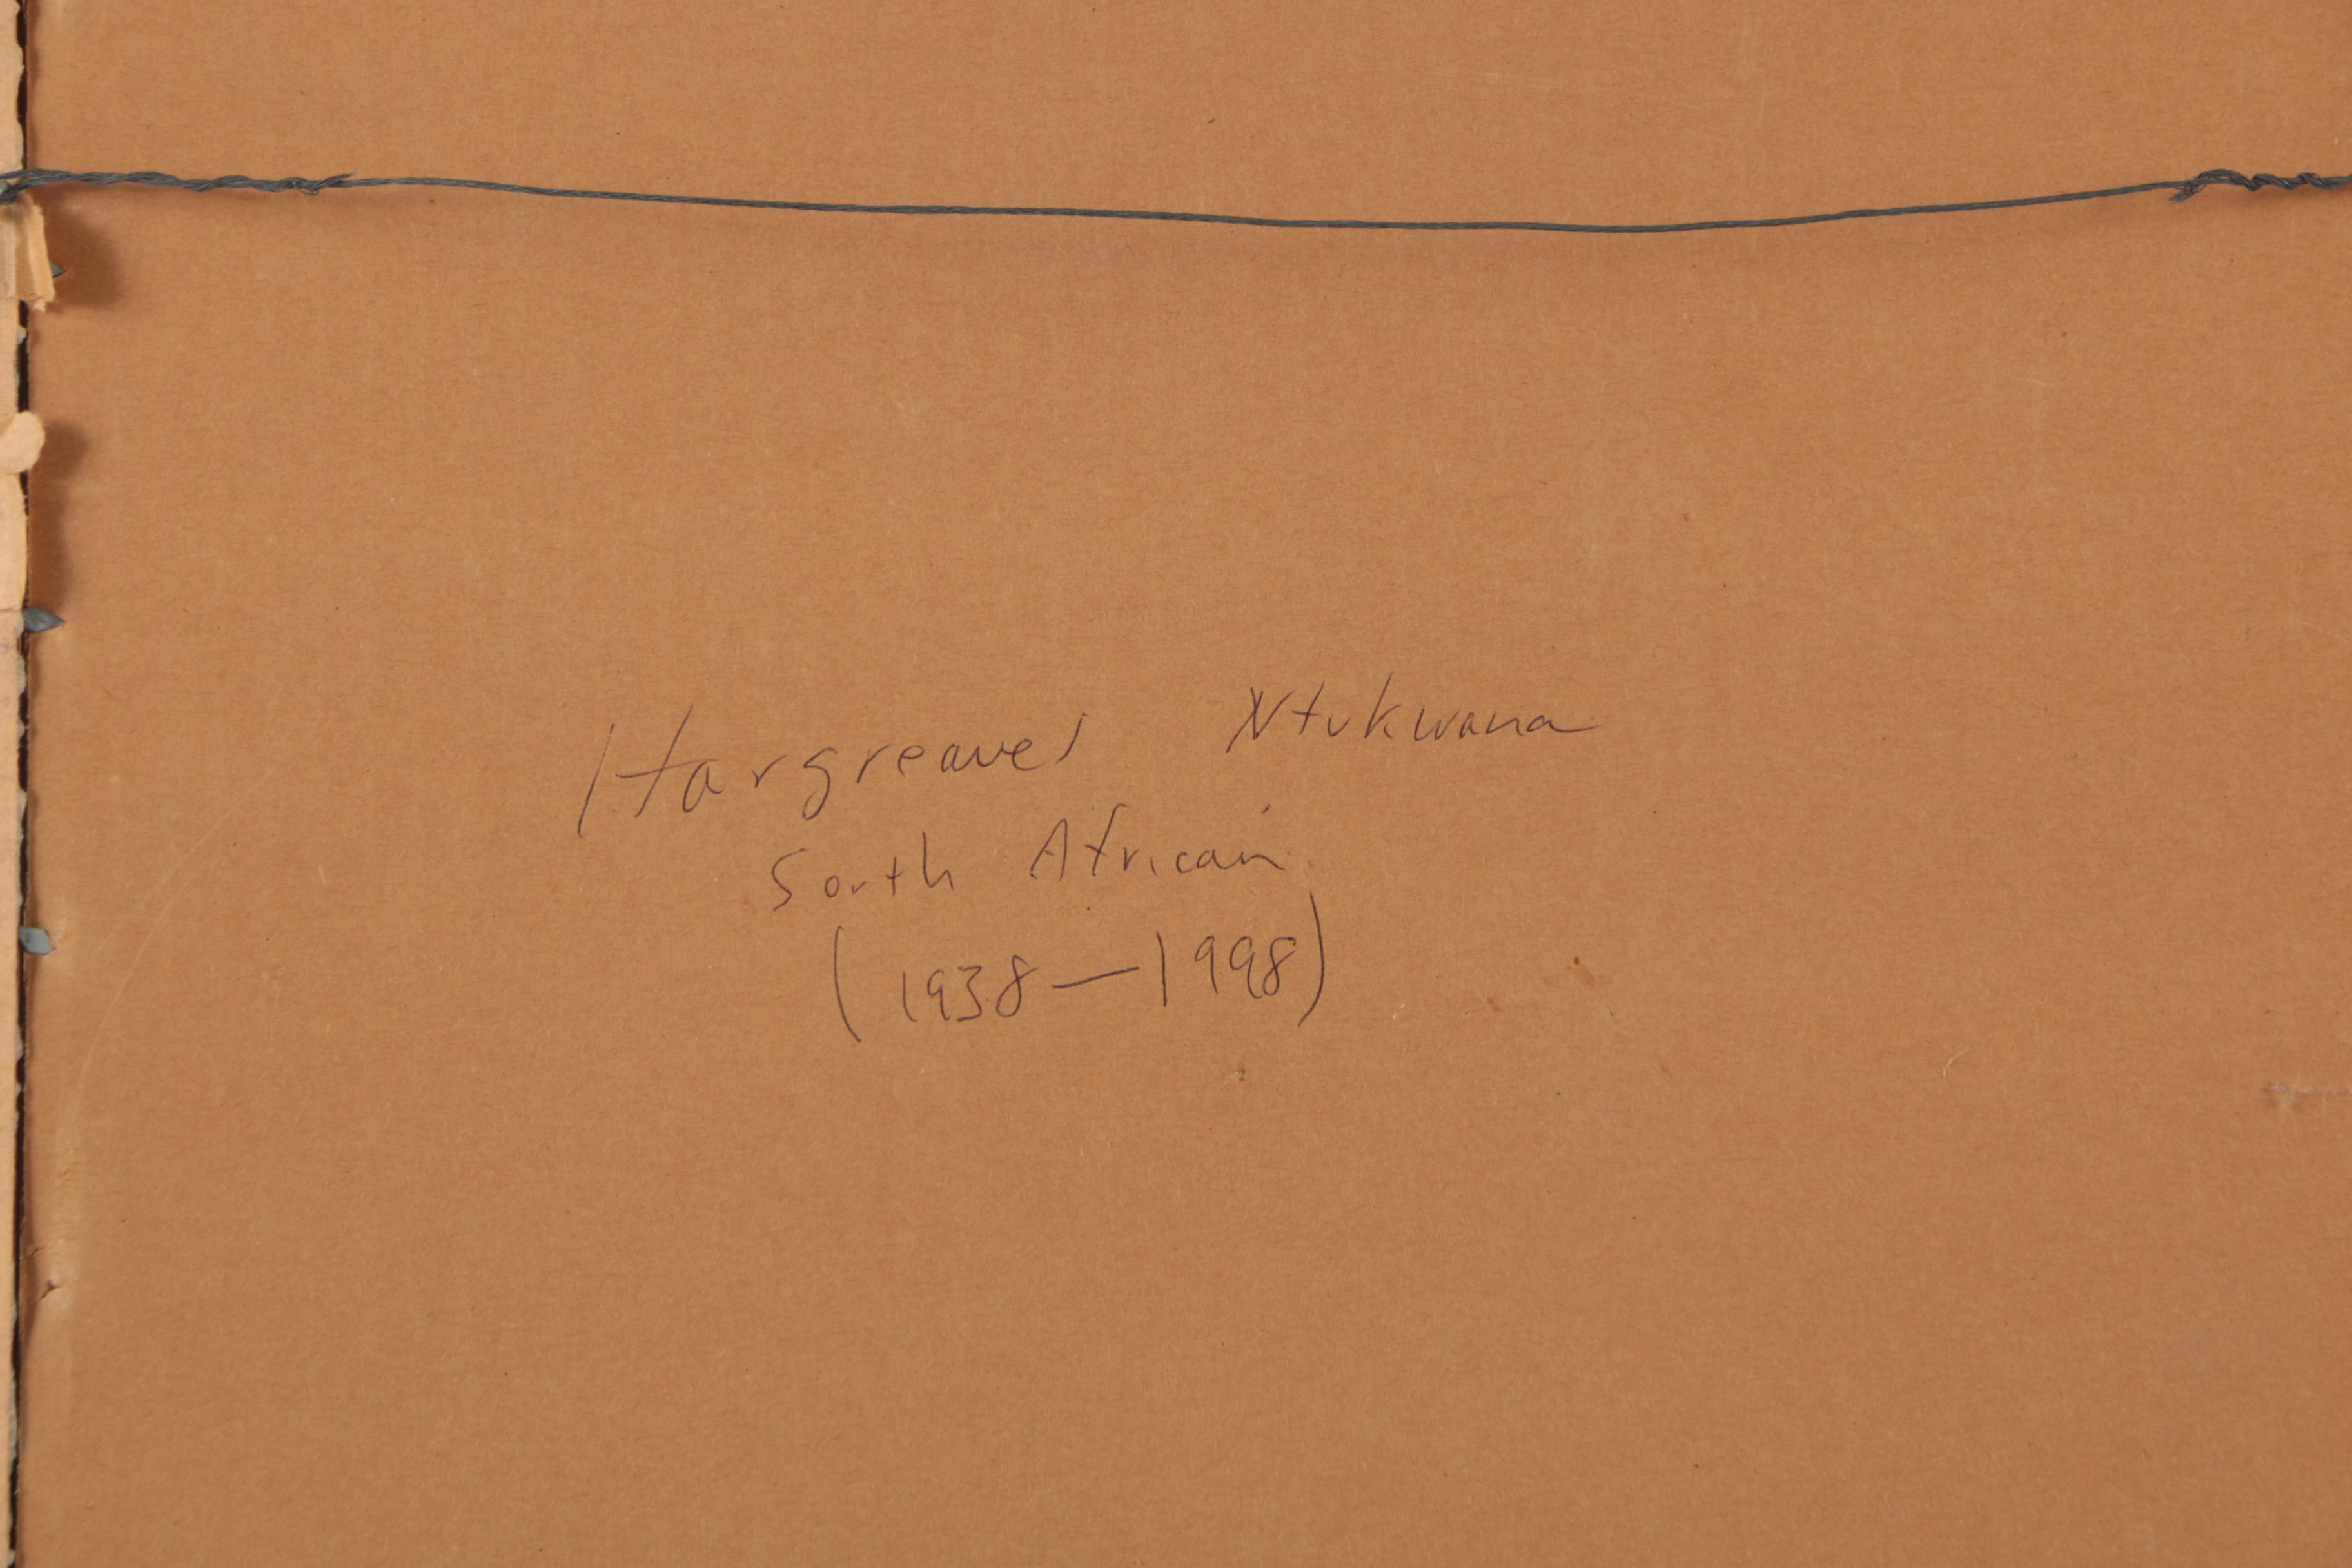 Hargreaves Ntukwana
South African
(1938—1998)